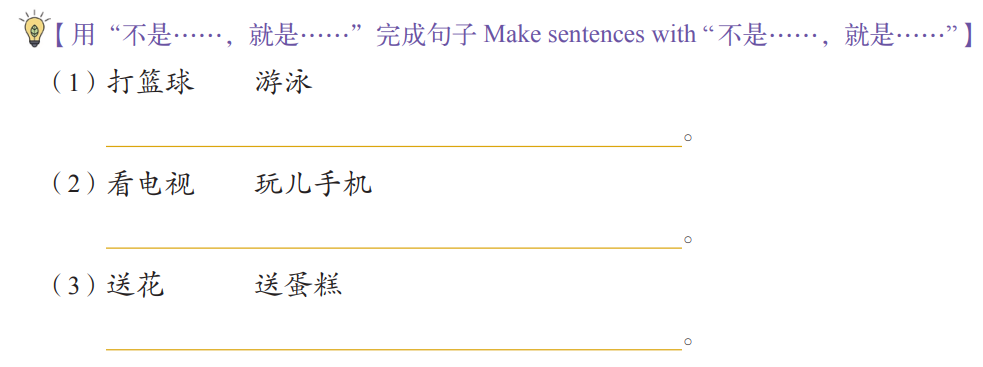 【用“不是……，就是……”完成句子 Make sentences with“不是……，就是……”】
（1）打篮球 游泳
。
（2）看电视 玩儿手机
。
（3）送花 送蛋糕
。